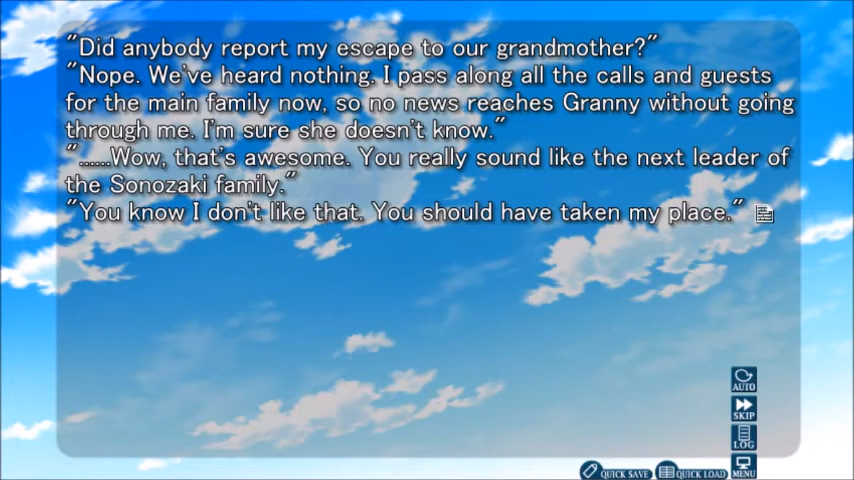 "Did anybody report my escape to our grandmother?"
"Nope. We've heard nothing. I pass along all the calls and guests
for the main family now, so no news reaches Granny without going
through me. I'm sure she doesn't know."
"......Wow, that's awesome. You really sound like the next leader of
the Sonozaki family."
"You know I don't like that. You should have taken my place."
AUTO
SKIP
LOG
MENU
QUICK SAVE
QUICK LOAD